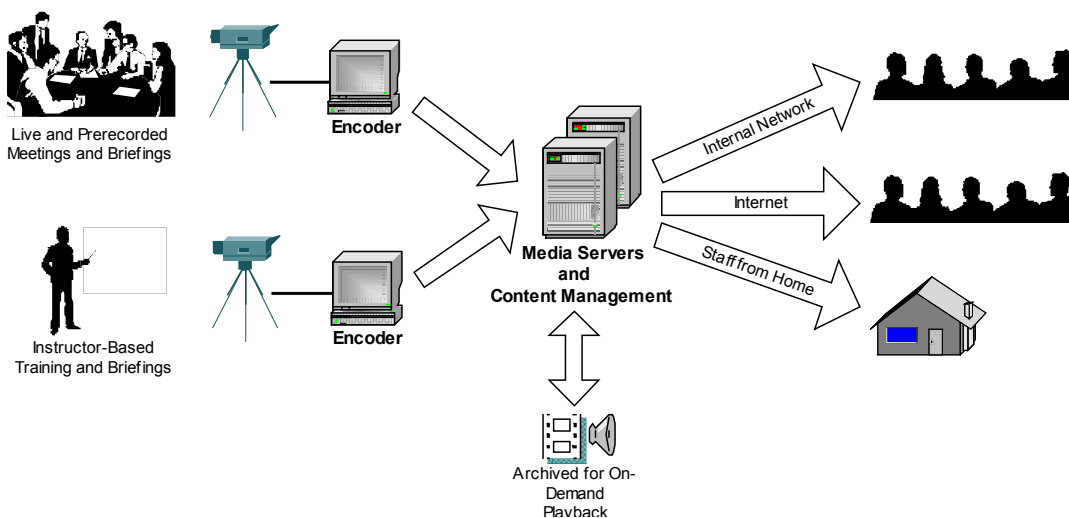 Live and Prerecorded
Meetings and Briefings
Encoder
Internal Network
Internet
Staff from Home
Media Servers
and
Content Management
Instructor-Based
Training and Briefings
Encoder
Archived for On-
Demand
Playback